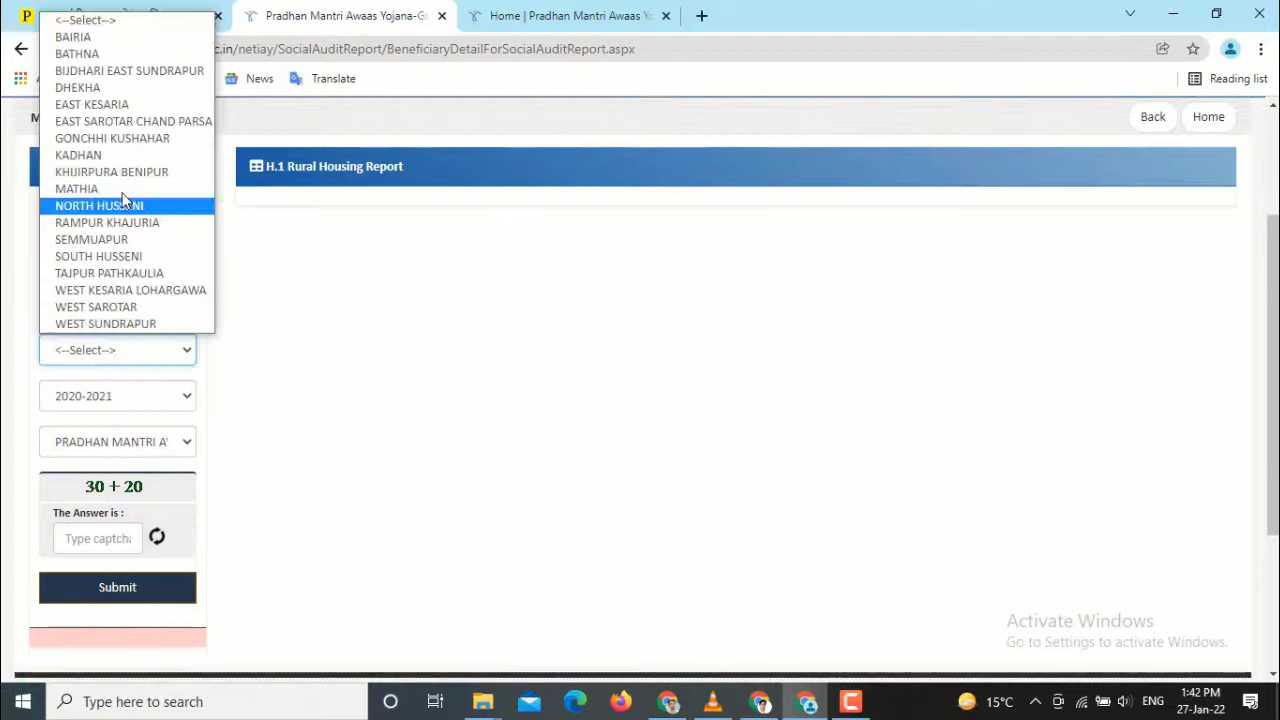 Pradhan Mantri Awaas Yojana-G
Home | Pradhan Mantri Awaas Yo
c.in/netiay/SocialAuditReport/BeneficiaryDetailForSocialAuditReport.aspx
News
Translate
Reading list
Back
Home
H.1 Rural Housing Report
<--Select-->
BAIRIA
BATHNA
BIJDHARI EAST SUNDRAPUR
DHEKHA
EAST KESARIA
EAST SAROTAR CHAND PARSA
GONCHHI KUSHAHAR
KADHAN
KHIJIRPURA BENIPUR
MATHIA
NORTH HUSSENI
RAMPUR KHAJURIA
SEMMUAPUR
SOUTH HUSSENI
TAJPUR PATHKAULIA
WEST KESARIA LOHARGAWA
WEST SAROTAR
WEST SUNDRAPUR
<--Select-->
2020-2021
PRADHAN MANTRI A
30 + 20
The Answer is :
Type captch
Submit
Activate Windows
Go to Settings to activate Windows.
Type here to search
15°C
ENG
1:42 PM
27-Jan-22